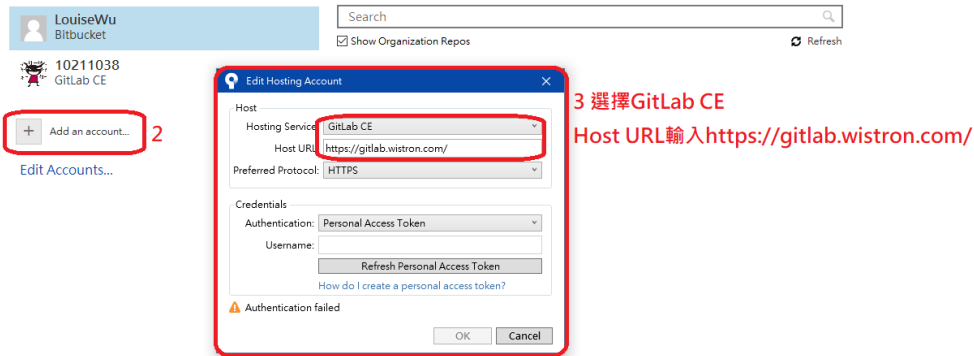 LouiseWu
Bitbucket
10211038
GitLab CE
Add an account...
2
Edit Accounts...
Search
Show Organization Repos
Refresh
Edit Hosting Account
Host
Hosting Service GitLab CE
Host URL https://gitlab.wistron.com/
Preferred Protocol: HTTPS
Credentials
Authentication: Personal Access Token
Username:
Refresh Personal Access Token
How do I create a personal access token?
Authentication failed
OK Cancel
3 選擇GitLab CE
Host URL輸入https://gitlab.wistron.com/